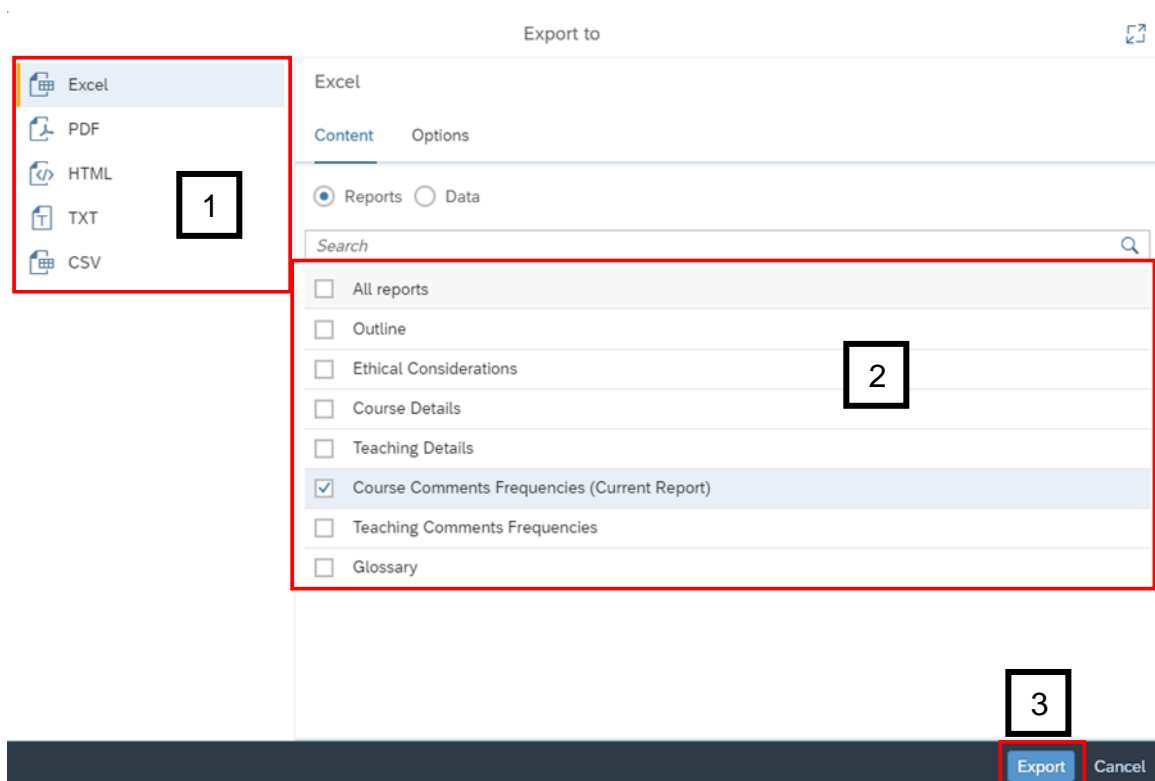 Export to
Excel
PDF
HTML
TXT
CSV
1
Excel
Content Options
Reports Data
Search
All reports
Outline
Ethical Considerations
Course Details
Teaching Details
Course Comments Frequencies (Current Report)
Teaching Comments Frequencies
Glossary
2
3
Export Cancel